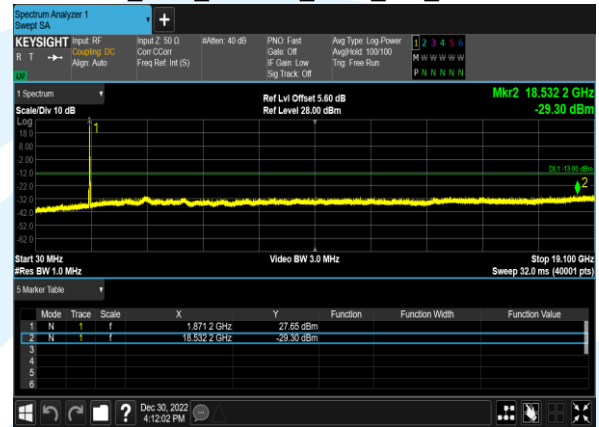 Spectrum Analyzer 1
Swept SA
+
KEYSIGHT
R T
LV
Input: RF
Coupling: DC
Align: Auto
Input Z: 50 Ω
Corr CCorr
Freq Ref: Int (S)
#Atten: 40 dB
PNO: Fast
Gate: Off
IF Gain: Low
Sig Track: Off
Avg Type: Log-Power
Avg|Hold: 100/100
Trig: Free Run
1 2 3 4 5 6
M W W W W W
P N N N N N
1 Spectrum
Scale/Div 10 dB
Ref Lvl Offset 5.60 dB
Ref Level 28.00 dBm
Mkr2 18.532 2 GHz
-29.30 dBm
Log
18.0
8.00
-2.00
-12.0
-22.0
-32.0
-42.0
-52.0
-62.0
1
DL1 -13.00 dBm
2
Start 30 MHz
#Res BW 1.0 MHz
Video BW 3.0 MHz
Stop 19.100 GHz
Sweep 32.0 ms (40001 pts)
5 Marker Table
Mode Trace Scale X Y Function Function Width Function Value
1 N 1 f 1.871 2 GHz 27.65 dBm
2 N 1 f 18.532 2 GHz -29.30 dBm
3
4
5
6
?
Dec 30, 2022
4:12:02 PM